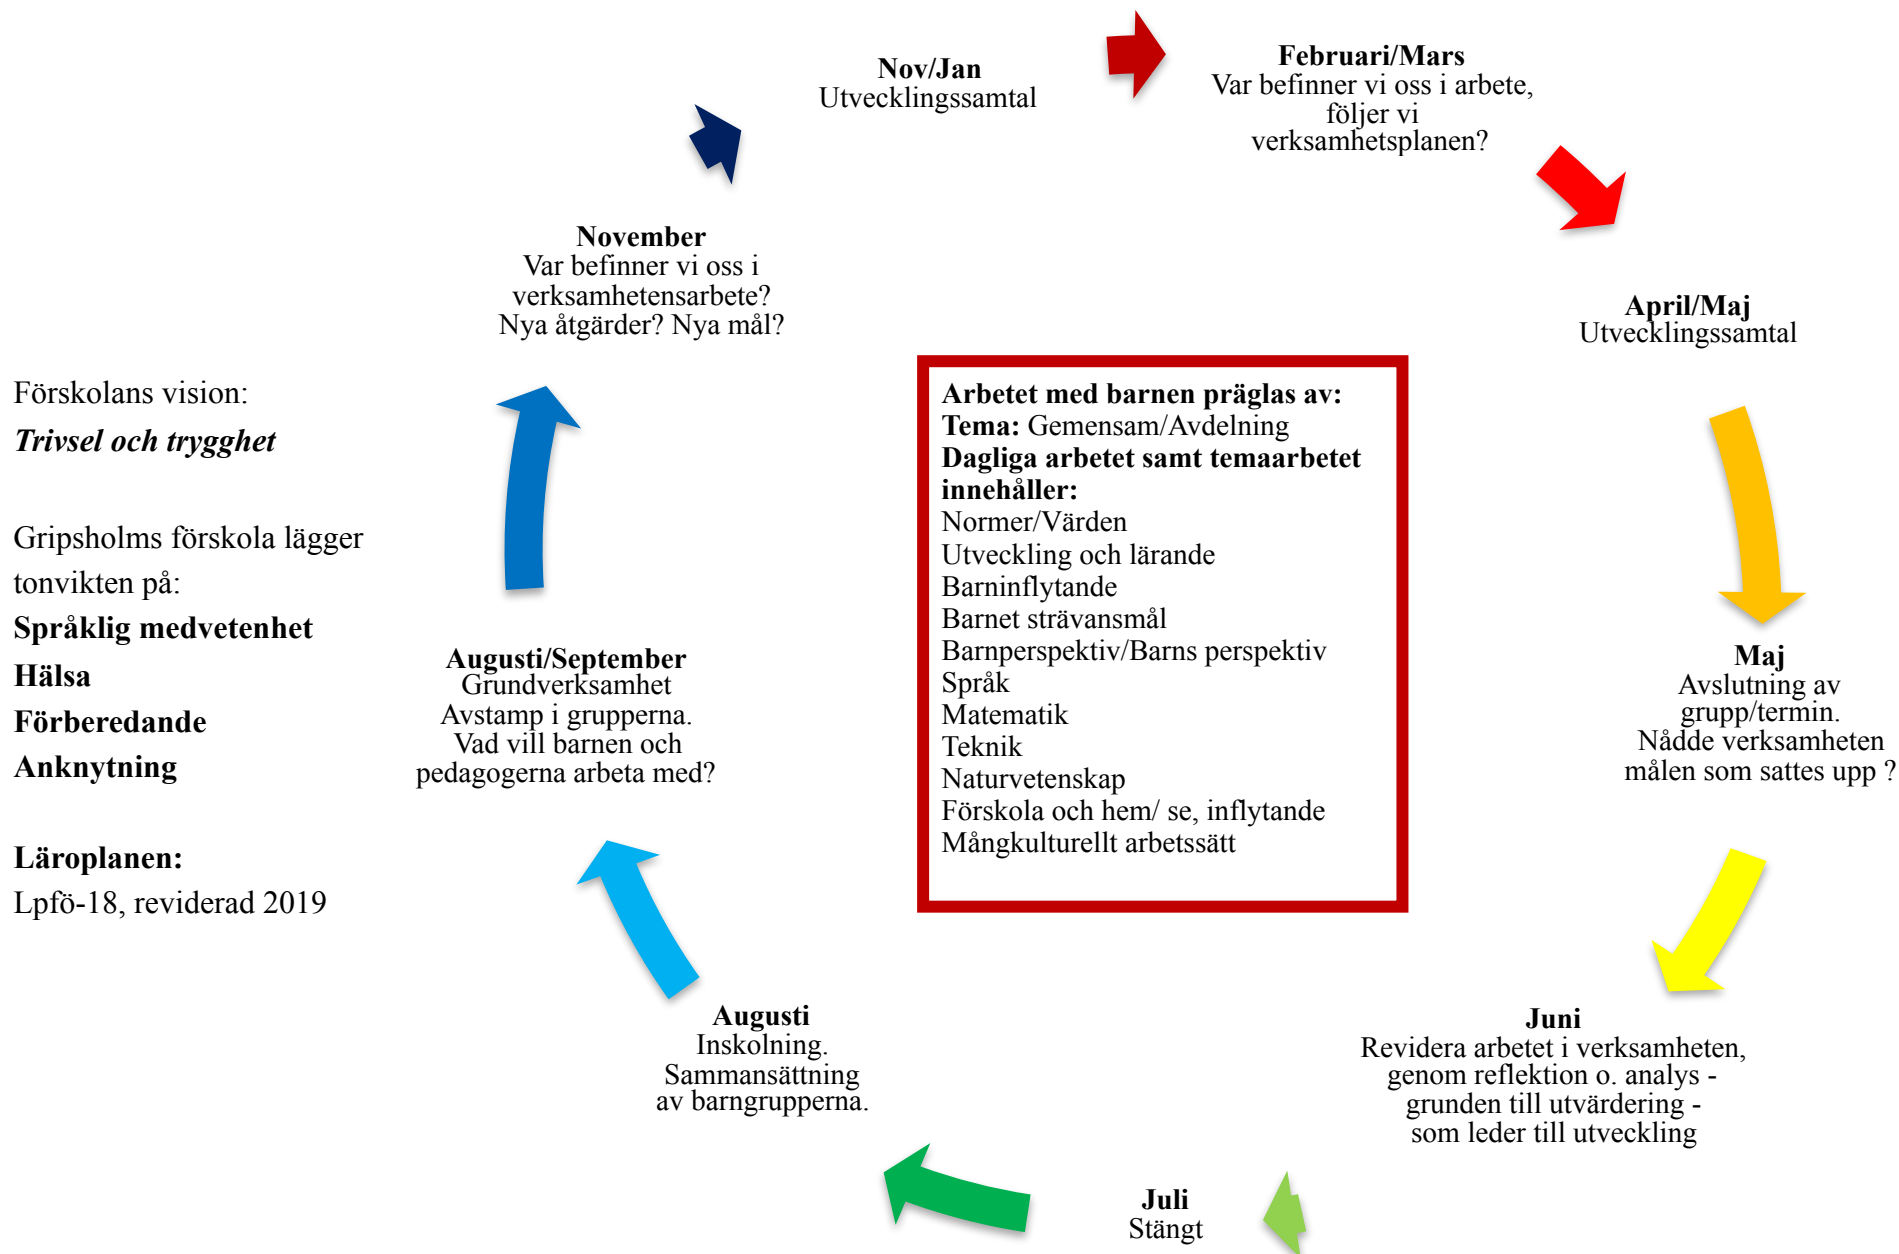 Nov/Jan
Utvecklingssamtal
Februari/Mars
Var befinner vi oss i arbete,
följer vi
verksamhetsplanen?
April/Maj
Utvecklingssamtal
Maj
Avslutning av
grupp/termin.
Nådde verksamheten
målen som sattes upp ?
Juni
Revidera arbetet i verksamheten,
genom reflektion o. analys -
grunden till utvärdering -
som leder till utveckling
Juli
Stängt
Augusti
Inskolning.
Sammansättning
av barngrupperna.
Augusti/September
Grundverksamhet
Avstamp i grupperna.
Vad vill barnen och
pedagogerna arbeta med?
November
Var befinner vi oss i
verksamhetensarbete?
Nya åtgärder? Nya mål?
Förskolans vision:
Trivsel och trygghet
Gripsholms förskola lägger
tonvikten på:
Språklig medvetenhet
Hälsa
Förberedande
Anknytning
Läroplanen:
Lpfö-18, reviderad 2019
Arbetet med barnen präglas av:
Tema: Gemensam/Avdelning
Dagliga arbetet samt temaarbetet
innehåller:
Normer/Värden
Utveckling och lärande
Barninflytande
Barnet strävansmål
Barnperspektiv/Barns perspektiv
Språk
Matematik
Teknik
Naturvetenskap
Förskola och hem/ se, inflytande
Mångkulturellt arbetssätt